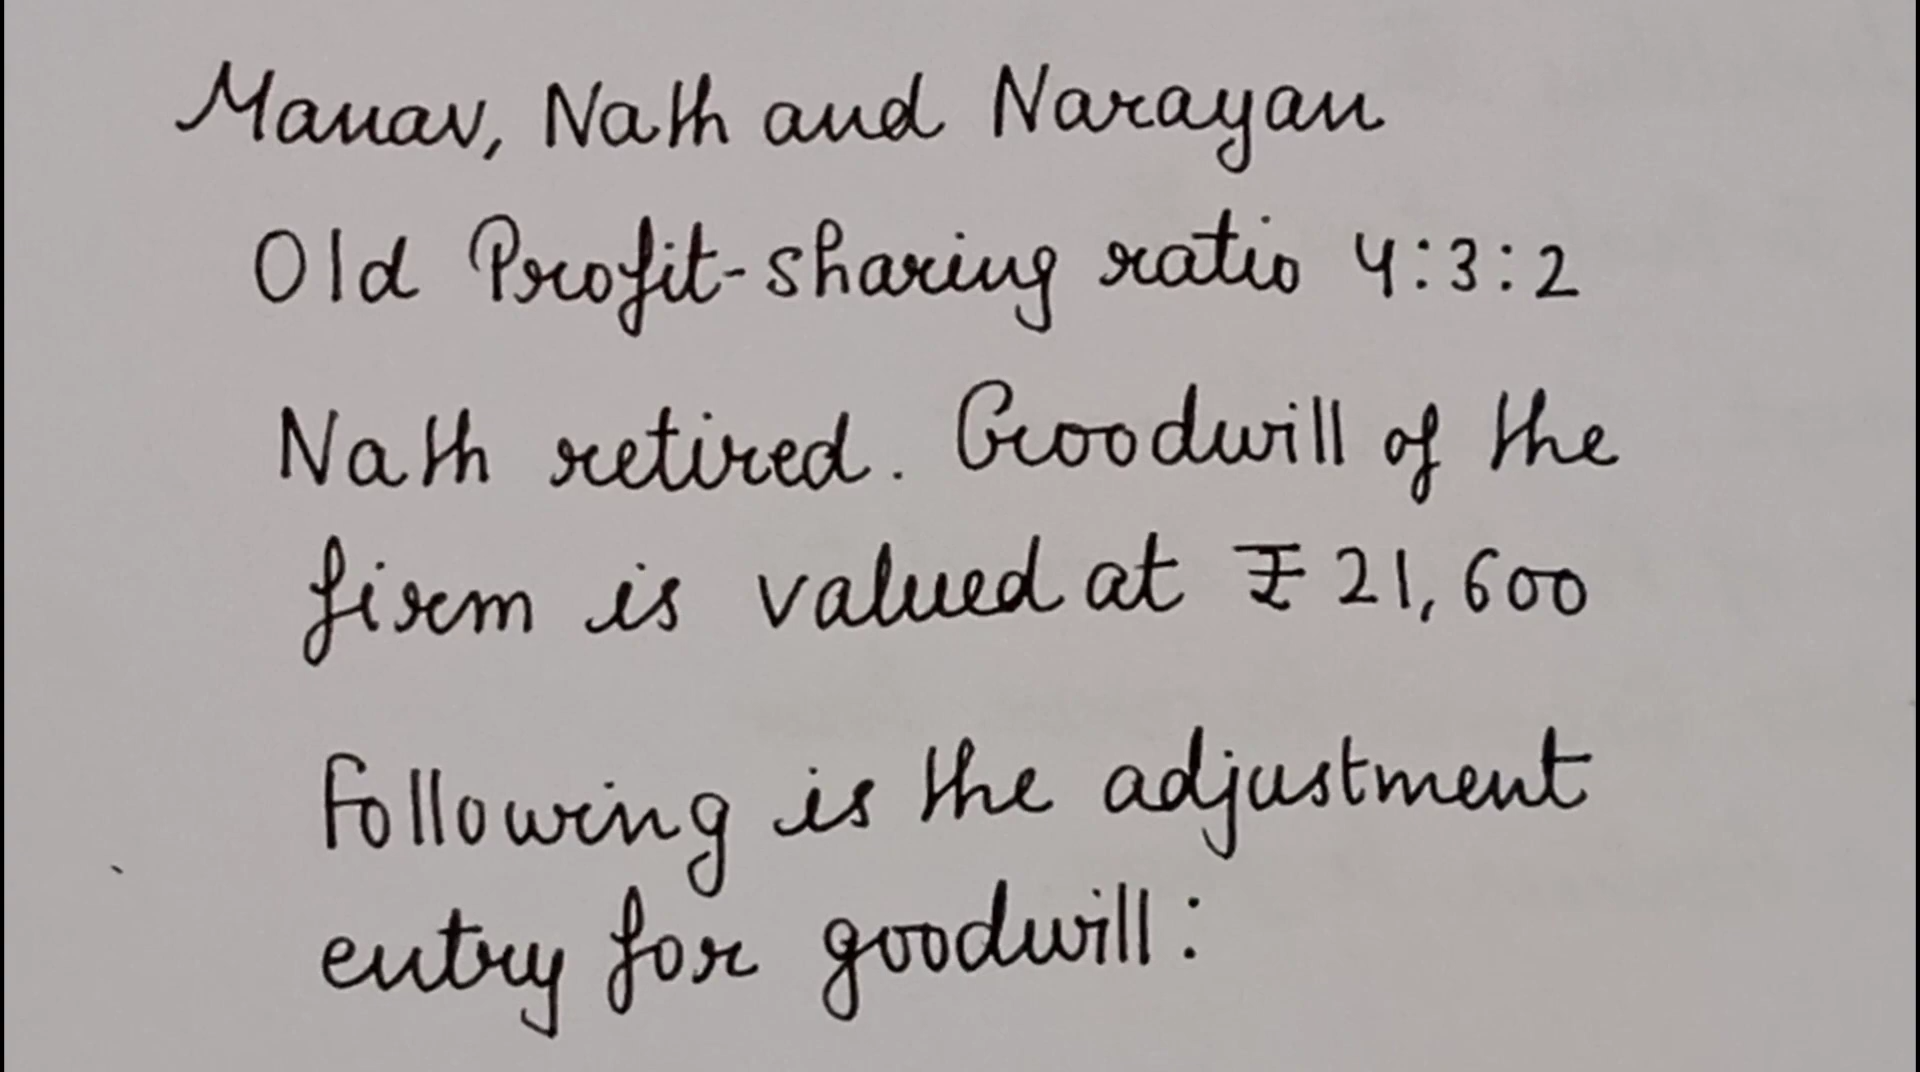 Manav, Nath and Narayan
Old Profit-sharing ratio 4:3:2
Nath retired. Goodwill of the
firm is valued at ₹ 21,600
Following is the adjustment
entry for goodwill: